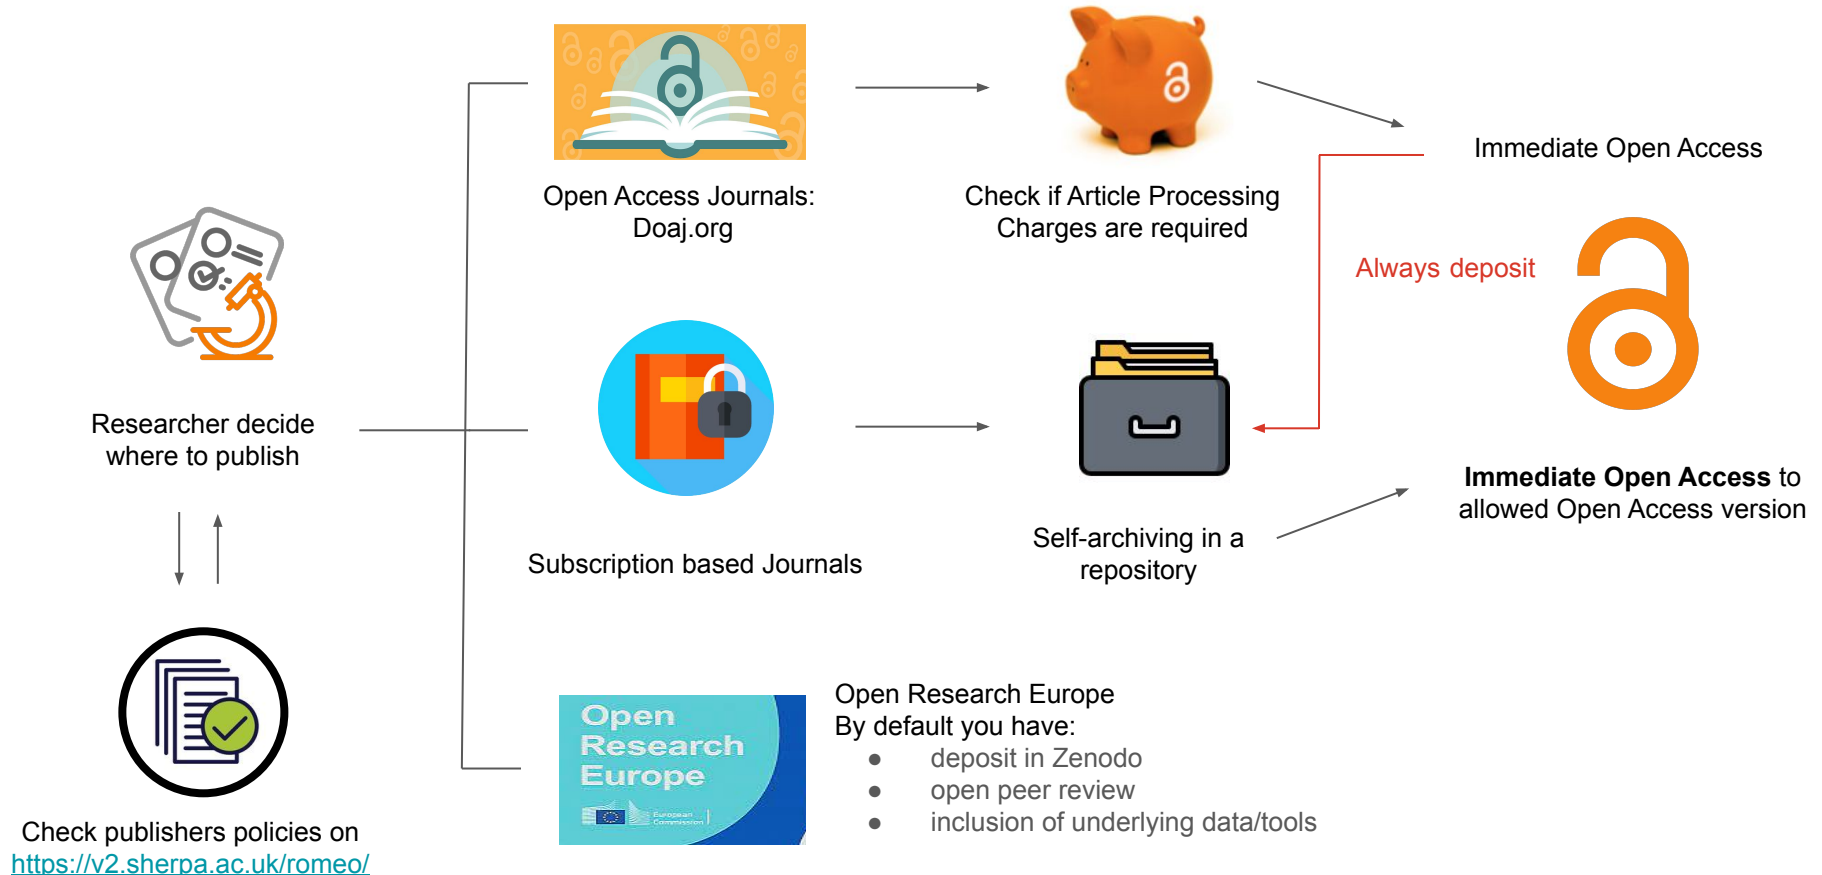 Open Access Journals:
Doaj.org
Check if Article Processing
Charges are required
Immediate Open Access
Always deposit
Researcher decide
where to publish
Subscription based Journals
Self-archiving in a
repository
Immediate Open Access to
allowed Open Access version
Check publishers policies on
https://v2.sherpa.ac.uk/romeo/
Open
Research
Europe
European
Commission
Open Research Europe
By default you have:
● deposit in Zenodo
● open peer review
● inclusion of underlying data/tools